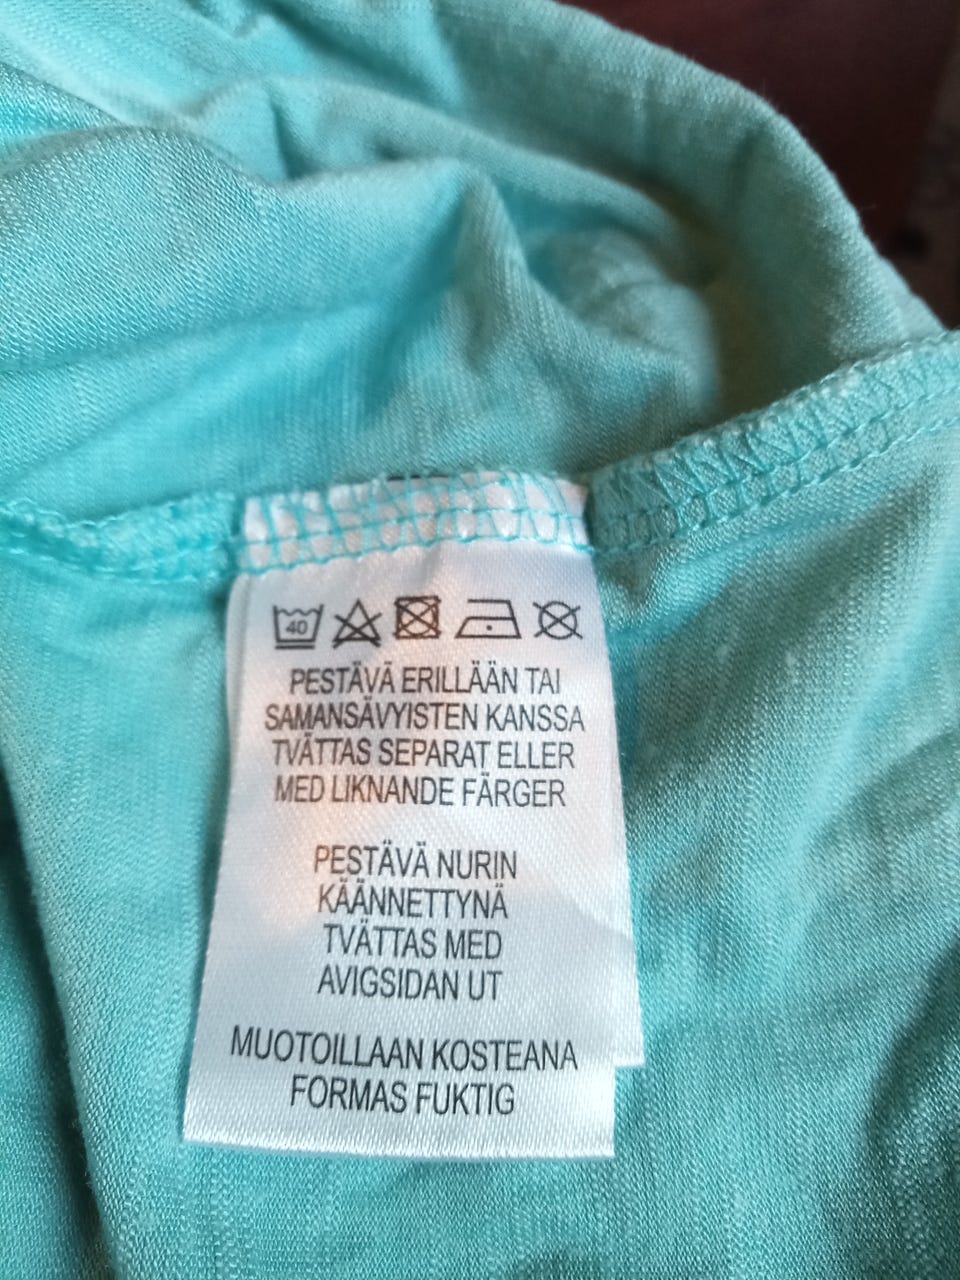 40
PESTÄVÄ ERILLÄÄN TAI
SAMANSÄVYISTEN KANSSA
TVÄTTAS SEPARAT ELLER
MED LIKNANDE FÄRGER
PESTÄVÄ NURIN
KÄÄNNETTYNÄ
TVÄTTAS MED
AVIGSIDAN UT
MUOTOILLAAN KOSTEANA
FORMAS FUKTIG